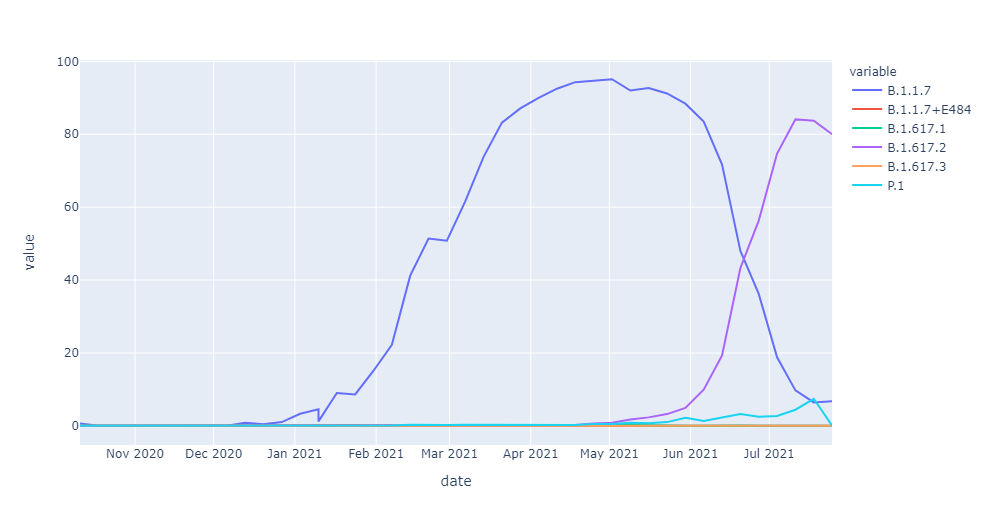 100
80
60
40
20
0
value
Nov 2020 Dec 2020 Jan 2021 Feb 2021 Mar 2021 Apr 2021 May 2021 Jun 2021 Jul 2021
date
variable
B.1.1.7
B.1.1.7+E484
B.1.617.1
B.1.617.2
B.1.617.3
P.1